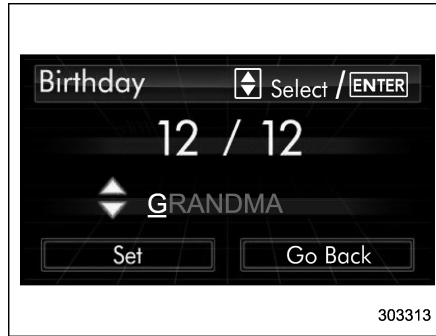 Birthday Select / ENTER
12 / 12
GRANDMA
Set Go Back
303313